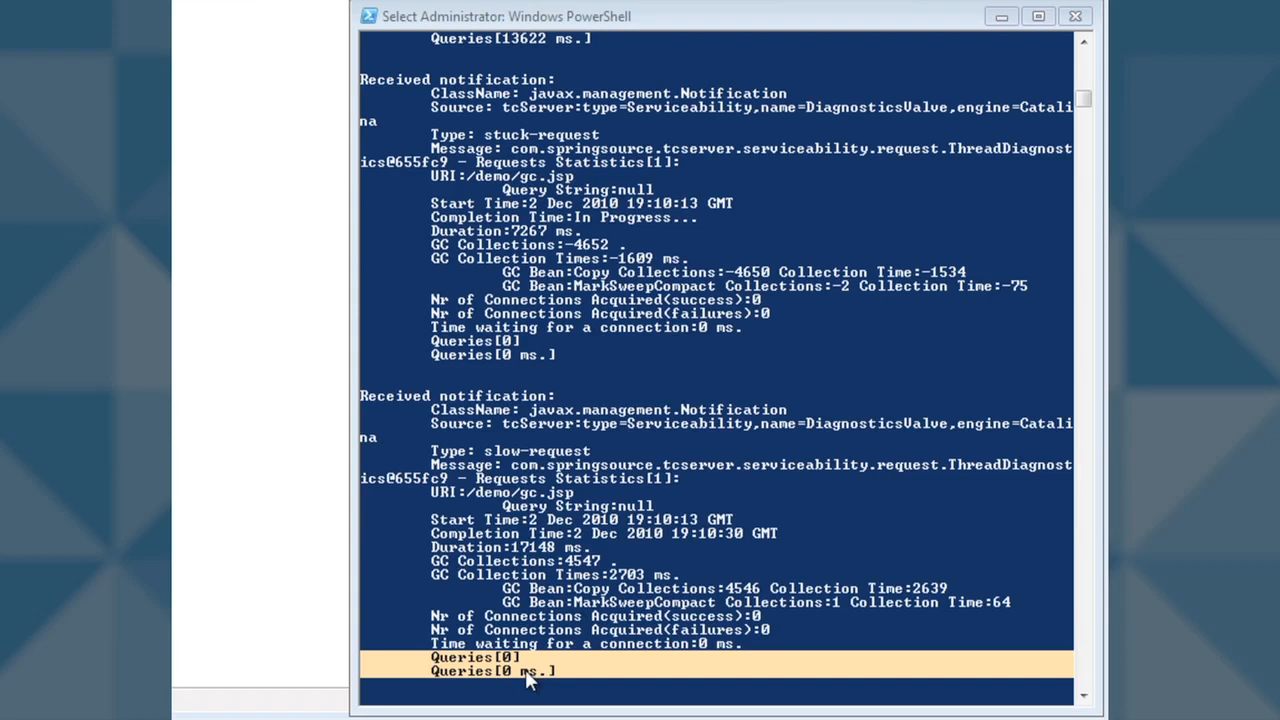 Select Administrator: Windows PowerShell
Queries[13622 ms.]
Received notification:
ClassName: javax.management.Notification
Source: tcServer:type=Serviceability,name=DiagnosticsValve,engine=Catali
na
Type: stuck-request
Message: com.springsource.tcserver.serviceability.request.ThreadDiagnost
ics@655fc9 - Requests Statistics[1]:
URI:/demo/gc.jsp
Query String:null
Start Time:2 Dec 2010 19:10:13 GMT
Completion Time:In Progress...
Duration:7267 ms.
GC Collections:-4652 .
GC Collection Times:-1609 ms.
GC Bean:Copy Collections:-4650 Collection Time:-1534
GC Bean:MarkSweepCompact Collections:-2 Collection Time:-75
Nr of Connections Acquired(success):0
Nr of Connections Acquired(failures):0
Time waiting for a connection:0 ms.
Queries[0]
Queries[0 ms.]
Received notification:
ClassName: javax.management.Notification
Source: tcServer:type=Serviceability,name=DiagnosticsValve,engine=Catali
na
Type: slow-request
Message: com.springsource.tcserver.serviceability.request.ThreadDiagnost
ics@655fc9 - Requests Statistics[1]:
URI:/demo/gc.jsp
Query String:null
Start Time:2 Dec 2010 19:10:13 GMT
Completion Time:2 Dec 2010 19:10:30 GMT
Duration:17148 ms.
GC Collections:4547 .
GC Collection Times:2703 ms.
GC Bean:Copy Collections:4546 Collection Time:2639
GC Bean:MarkSweepCompact Collections:1 Collection Time:64
Nr of Connections Acquired(success):0
Nr of Connections Acquired(failures):0
Time waiting for a connection:0 ms.
Queries[0]
Queries[0 ms.]